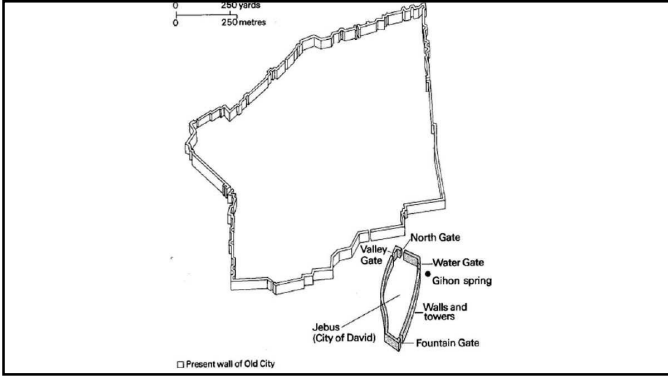 0 250 yards
0 250 metres
North Gate
Valley
Gate
Water Gate
Gihon spring
Walls and
towers
Jebus
(City of David)
Fountain Gate
Present wall of Old City